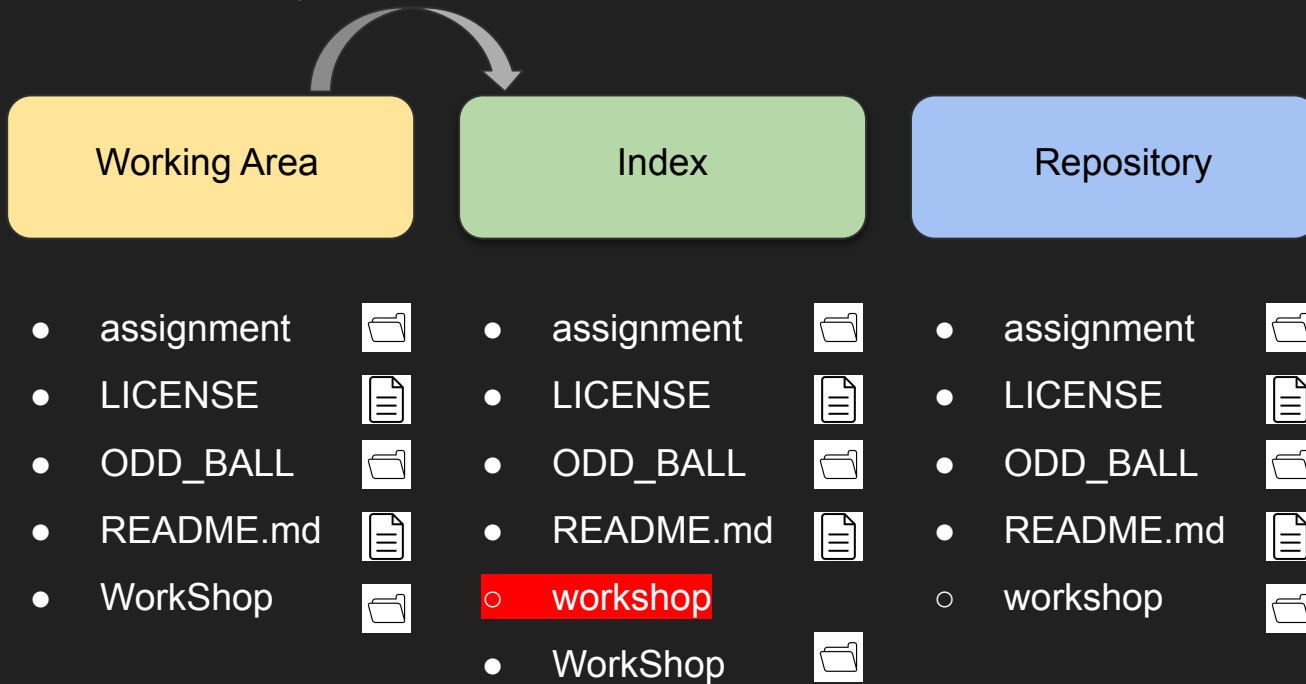 Working Area
Index
Repository
● assignment
● LICENSE
● ODD_BALL
● README.md
● WorkShop
● assignment
● LICENSE
● ODD_BALL
● README.md
○ workshop
● WorkShop
● assignment
● LICENSE
● ODD_BALL
● README.md
○ workshop